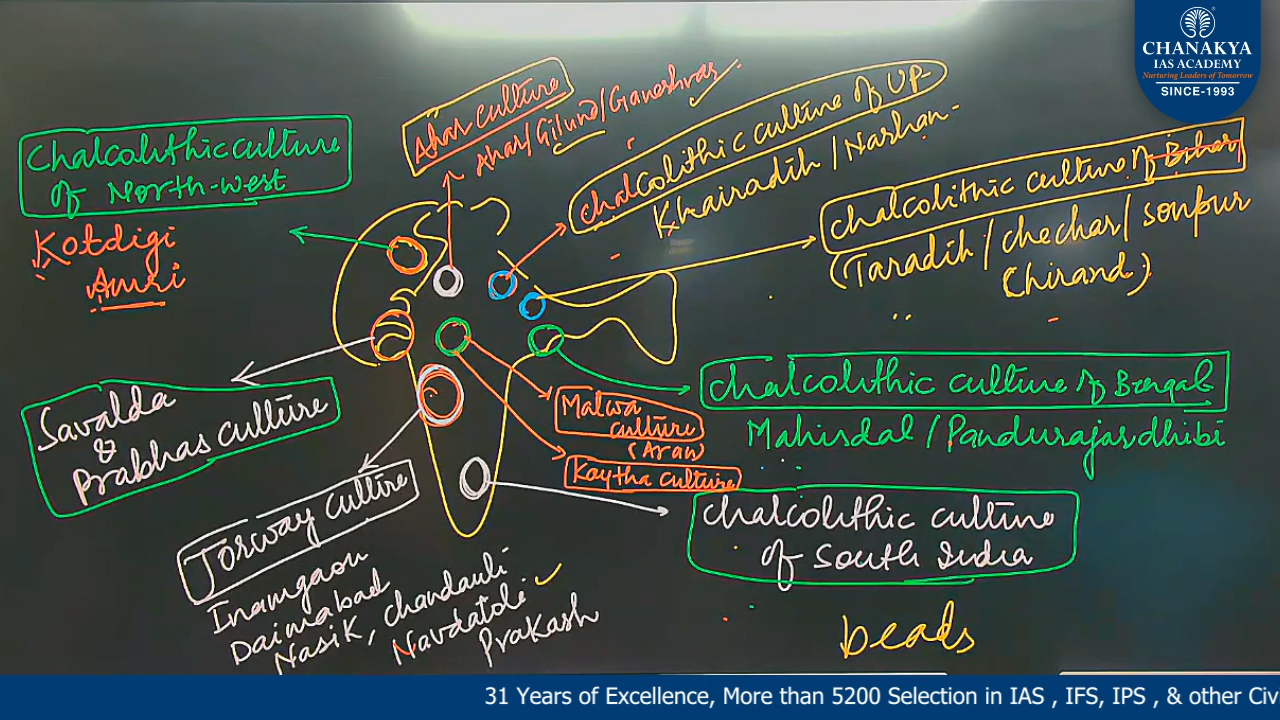 CHANAKYA
IAS ACADEMY
Nurturing Leaders of Tomorrow
SINCE-1993
Chalcolithic culture
of North-west
Kotdigi
Amri
Ahar culture
Ahar/Gilund/Ganeshvar
Chalcolithic culture of UP
Khairadih / Narhan
Chalcolithic culture of Bihar
(Taradih / chechar / sonpur
Chirand)
Savalda
&
Prabhas culture
Malwa
culture
(Aran)
Kaytha culture
Chalcolithic culture of Bengal
Mahisdal / Pandurajardhibi
Jorway culture
Inamgaon
Daimabad
Nasik, Chandauli
Navdatoli
Prakash
Chalcolithic culture
of South India
beads
31 Years of Excellence, More than 5200 Selection in IAS , IFS, IPS , & other Civ